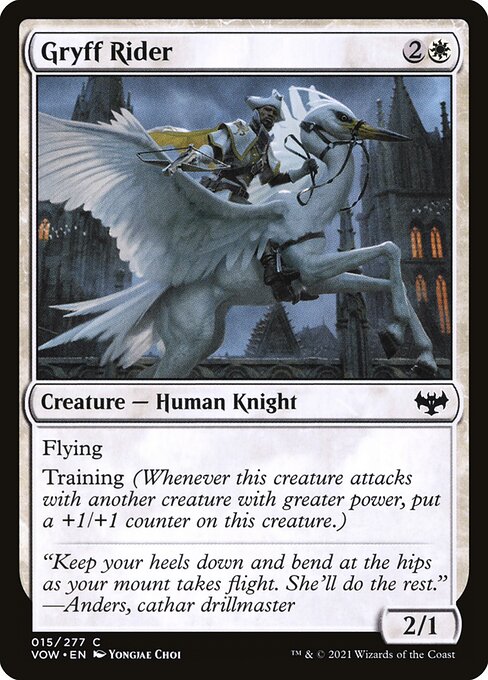 Gryff Rider 2
Creature — Human Knight
Flying
Training (Whenever this creature attacks
with another creature with greater power, put
a +1/+1 counter on this creature.)
“Keep your heels down and bend at the hips
as your mount takes flight. She’ll do the rest.”
—Anders, cathar drillmaster
2/1
015/277 C
VOW • EN Yongjae Choi
™ & © 2021 Wizards of the Coast